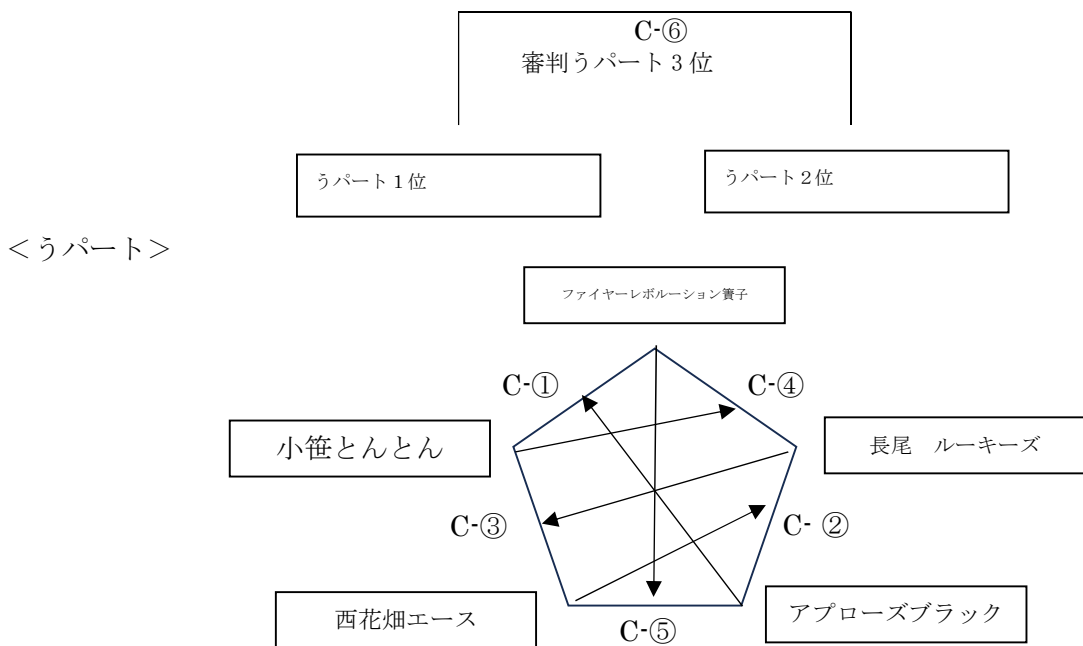 C-⑥
審判うパート3位
うパート1位
うパート2位
<うパート>
ファイヤーレボルーション簀子
C-①
C-④
小笹とんとん
長尾　ルーキーズ
C-③
C- ②
西花畑エース
アプローズブラック
C-⑤